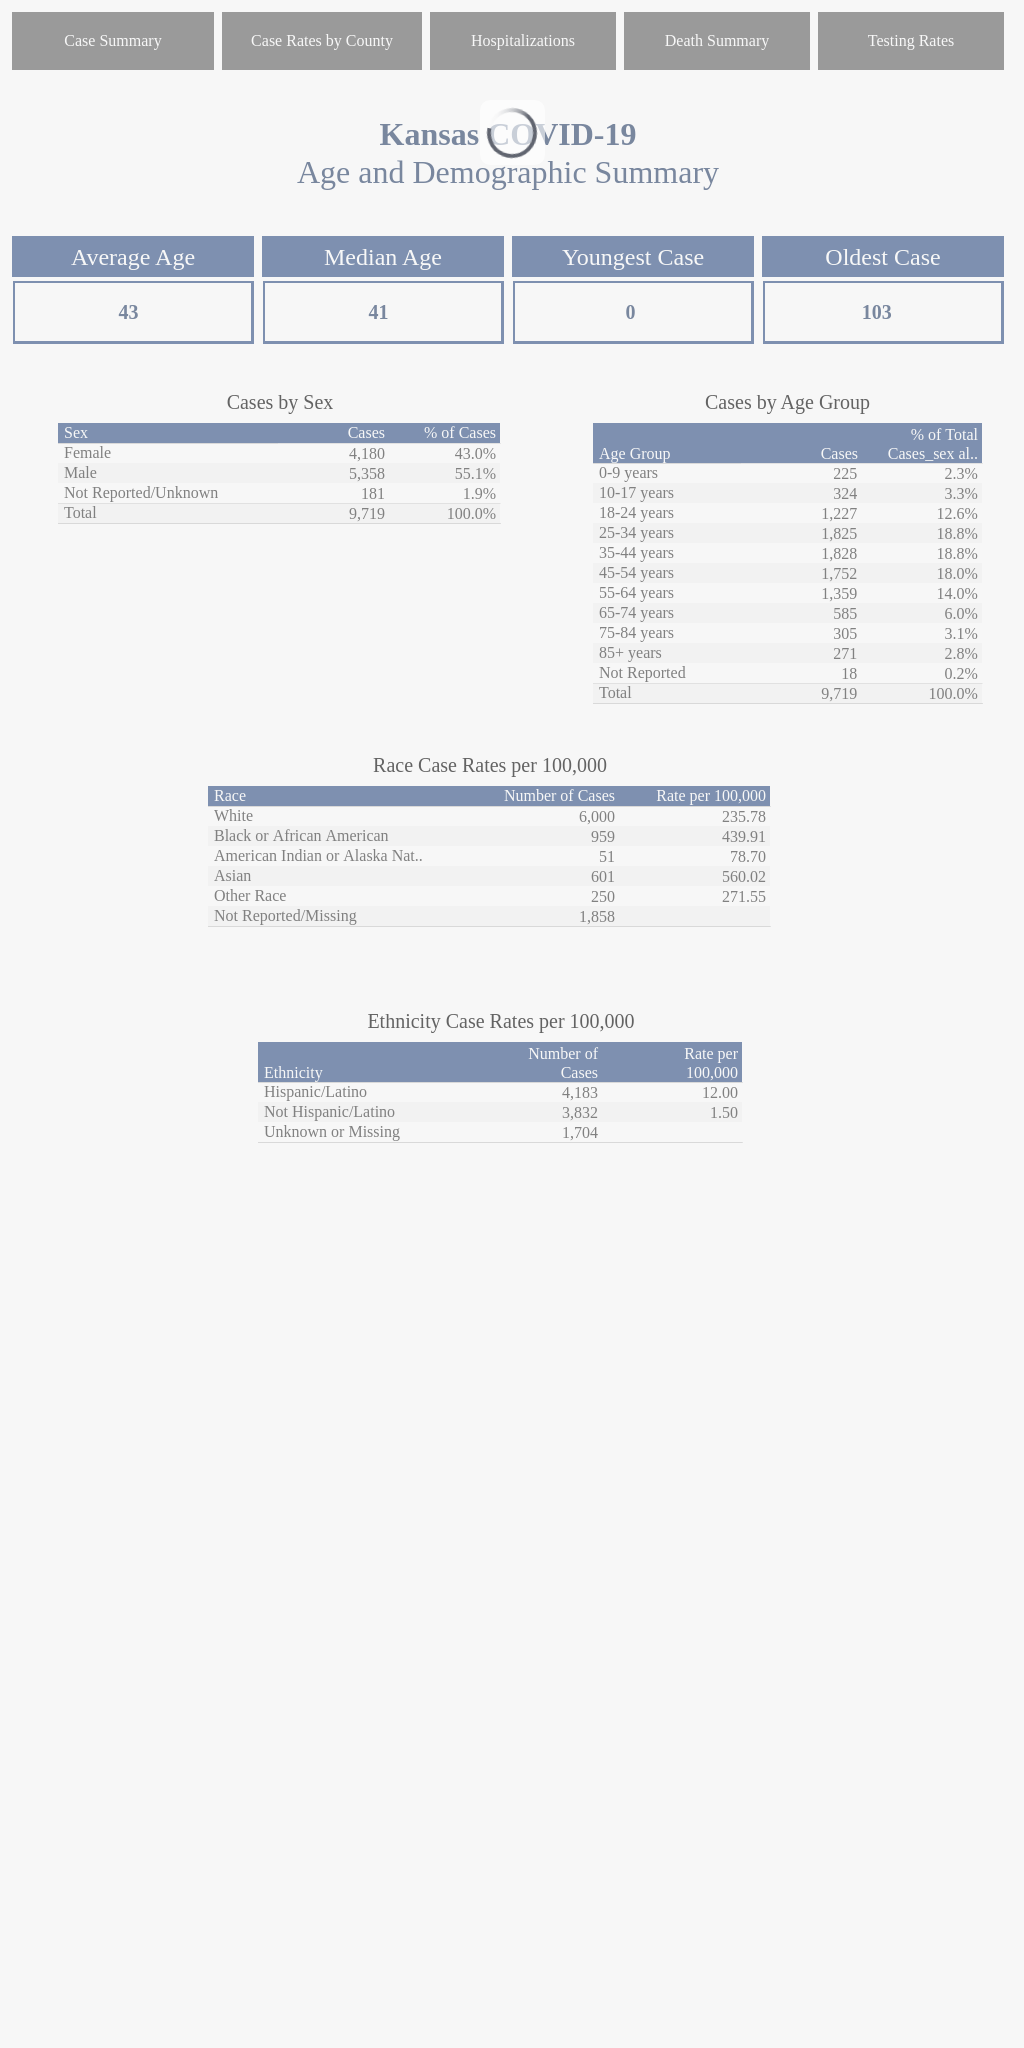 Case Summary Case Rates by County Hospitalizations Death Summary Testing Rates
Kansas COVID-19
Age and Demographic Summary
Average Age Median Age Youngest Case Oldest Case
43 41 0 103
Cases by Sex
Sex Cases % of Cases
Female 4,180 43.0%
Male 5,358 55.1%
Not Reported/Unknown 181 1.9%
Total 9,719 100.0%
Cases by Age Group
% of Total
Age Group Cases Cases_sex al..
0-9 years 225 2.3%
10-17 years 324 3.3%
18-24 years 1,227 12.6%
25-34 years 1,825 18.8%
35-44 years 1,828 18.8%
45-54 years 1,752 18.0%
55-64 years 1,359 14.0%
65-74 years 585 6.0%
75-84 years 305 3.1%
85+ years 271 2.8%
Not Reported 18 0.2%
Total 9,719 100.0%
Race Case Rates per 100,000
Race Number of Cases Rate per 100,000
White 6,000 235.78
Black or African American 959 439.91
American Indian or Alaska Nat.. 51 78.70
Asian 601 560.02
Other Race 250 271.55
Not Reported/Missing 1,858
Ethnicity Case Rates per 100,000
Number of Rate per
Ethnicity Cases 100,000
Hispanic/Latino 4,183 12.00
Not Hispanic/Latino 3,832 1.50
Unknown or Missing 1,704